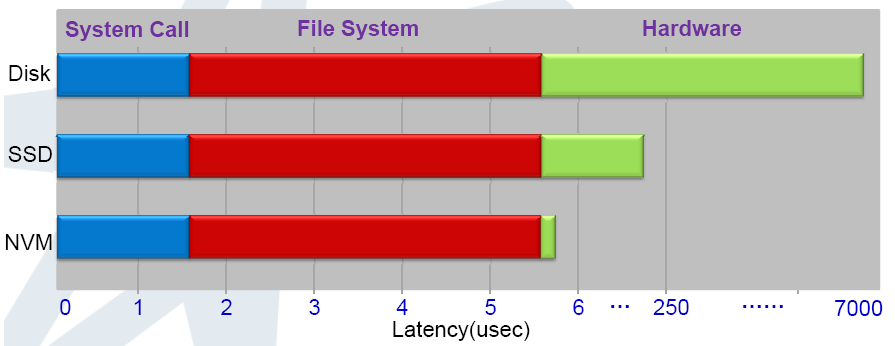 System Call File System Hardware
Disk
SSD
NVM
0 1 2 3 4 5 6 ... 250 ...... 7000
Latency(usec)